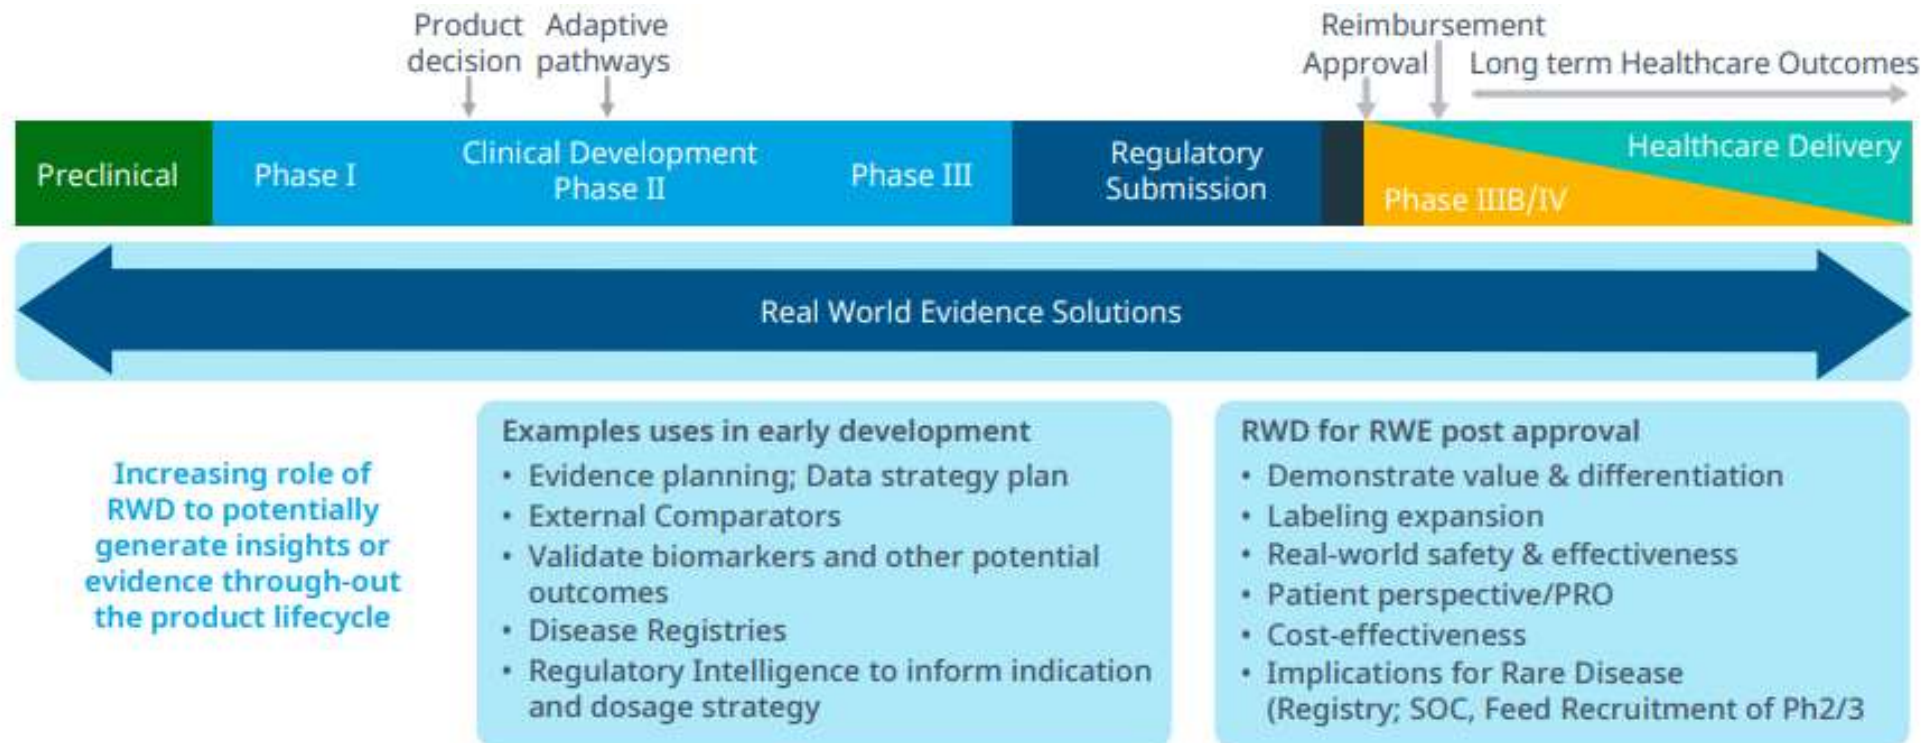 Product
decision
Adaptive
pathways
Reimbursement
Approval
Long term Healthcare Outcomes
Preclinical
Phase I
Clinical Development
Phase II
Phase III
Regulatory
Submission
Phase IIIB/IV
Healthcare Delivery
Real World Evidence Solutions
Increasing role of
RWD to potentially
generate insights or
evidence through-out
the product lifecycle
Examples uses in early development
• Evidence planning; Data strategy plan
• External Comparators
• Validate biomarkers and other potential
outcomes
• Disease Registries
• Regulatory Intelligence to inform indication
and dosage strategy
RWD for RWE post approval
• Demonstrate value & differentiation
• Labeling expansion
• Real-world safety & effectiveness
• Patient perspective/PRO
• Cost-effectiveness
• Implications for Rare Disease
(Registry; SOC, Feed Recruitment of Ph2/3